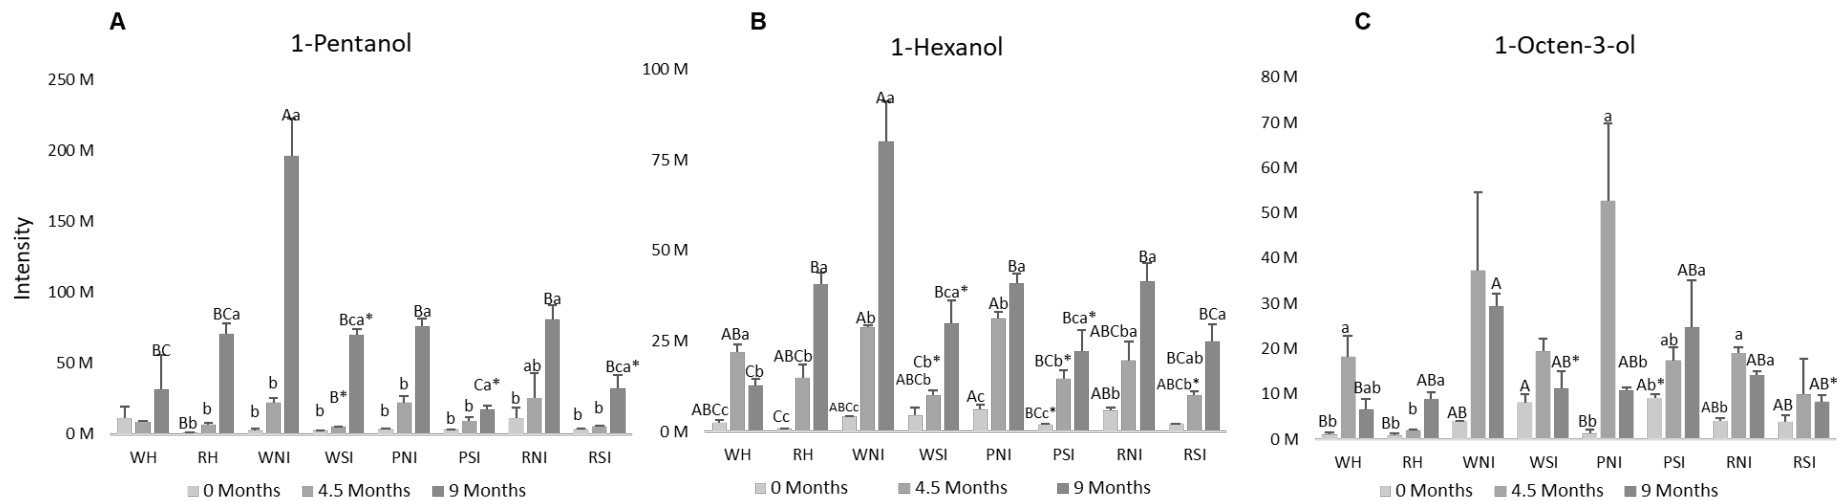 A
1-Pentanol
Intensity
250 M
200 M
150 M
100 M
50 M
0 M
BC
Bb b BCa
b b Aa
b B* Bca*
b b Ba
b b Ca*
b ab Ba
b b Bca*
WH RH WNI WSI PNI PSI RNI RSI
0 Months 4.5 Months 9 Months
B
1-Hexanol
100 M
75 M
50 M
25 M
0 M
ABCc ABa Cb
Cc ABCb Ba
ABCc Ab Aa
ABCb Cb* Bca*
Ac Ab Ba
BCc* BCb* Bca*
ABb ABCba Ba
ABCb* BCab BCa
WH RH WNI WSI PNI PSI RNI RSI
0 Months 4.5 Months 9 Months
C
1-Octen-3-ol
80 M
70 M
60 M
50 M
40 M
30 M
20 M
10 M
0 M
Bb a Bab
Bb b ABa
AB A
A AB*
Bb a ABb
Ab* ab ABa
ABb a ABa
AB AB*
WH RH WNI WSI PNI PSI RNI RSI
0 Months 4.5 Months 9 Months